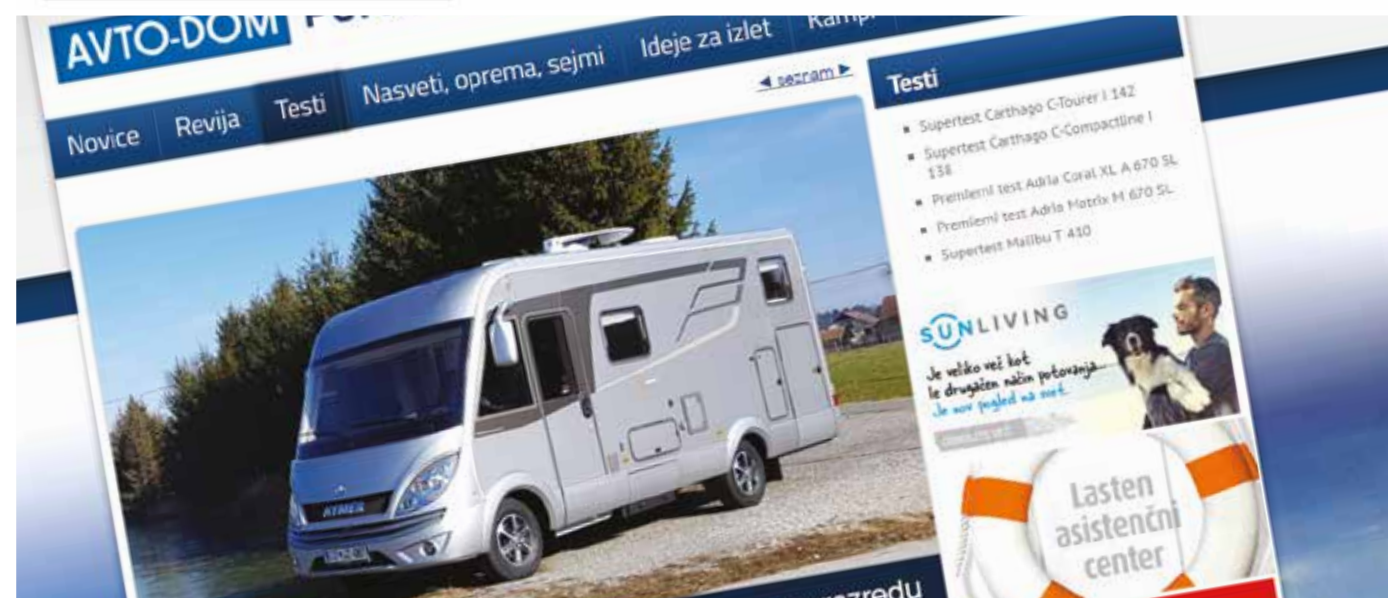 AVTO-DOM
Novice
Revija
Testi
Nasveti, oprema, sejmi
Ideje za izlet
◄ seznam ►
HYMER
Testi
Supertest Carthago C-Tourer I 142
Supertest Carthago C-Compactline I
138
Premierni test Adria Coral XL A 670 SL
Premierni test Adria Matrix M 670 SL
Supertest Malibu T 410
SUNLIVING
Je veliko več kot
le drugačen način potovanja.
Je nov pogled na svet.
Lasten
asistenčni
center